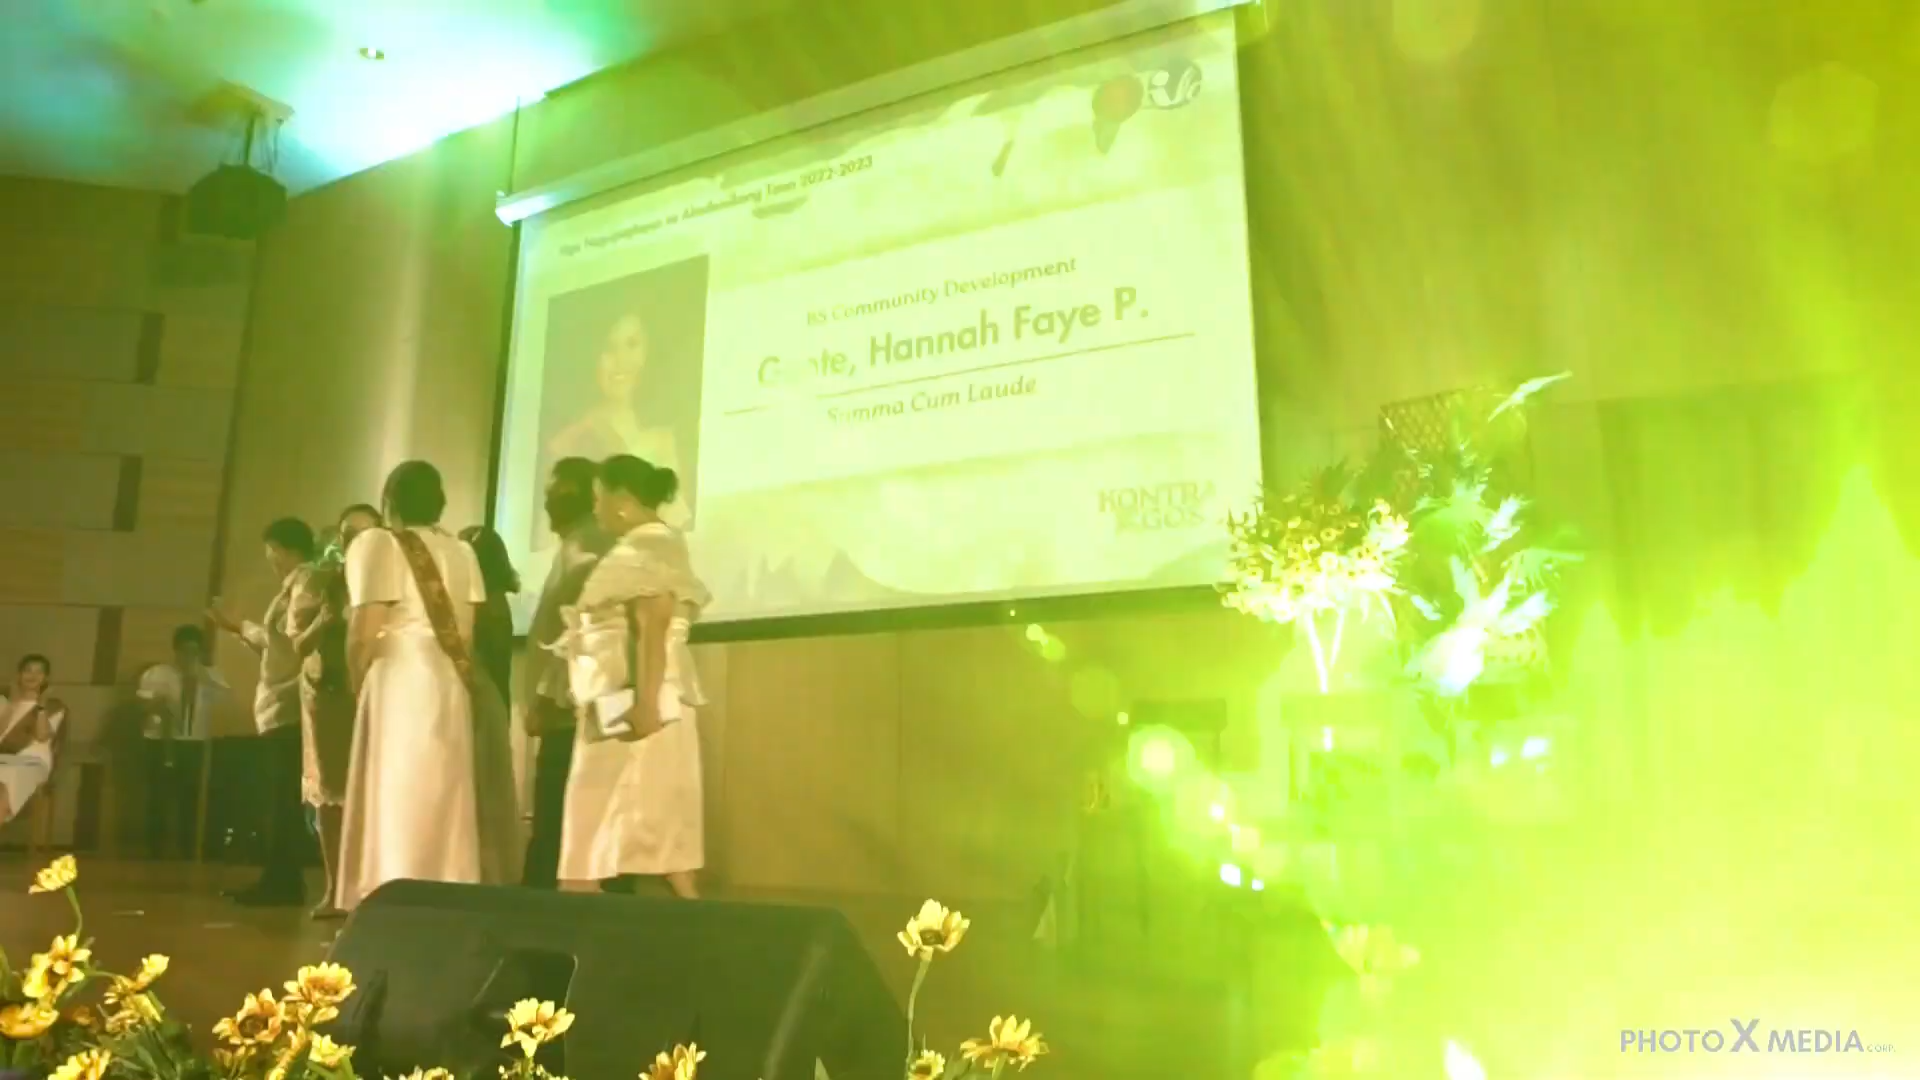 Mga Nagsipagtapos sa Akademikong Taon 2022-2023
BS Community Development
Hannah Faye P.
Summa Cum Laude
KONTRA
GOS
PHOTO X MEDIA CORP.